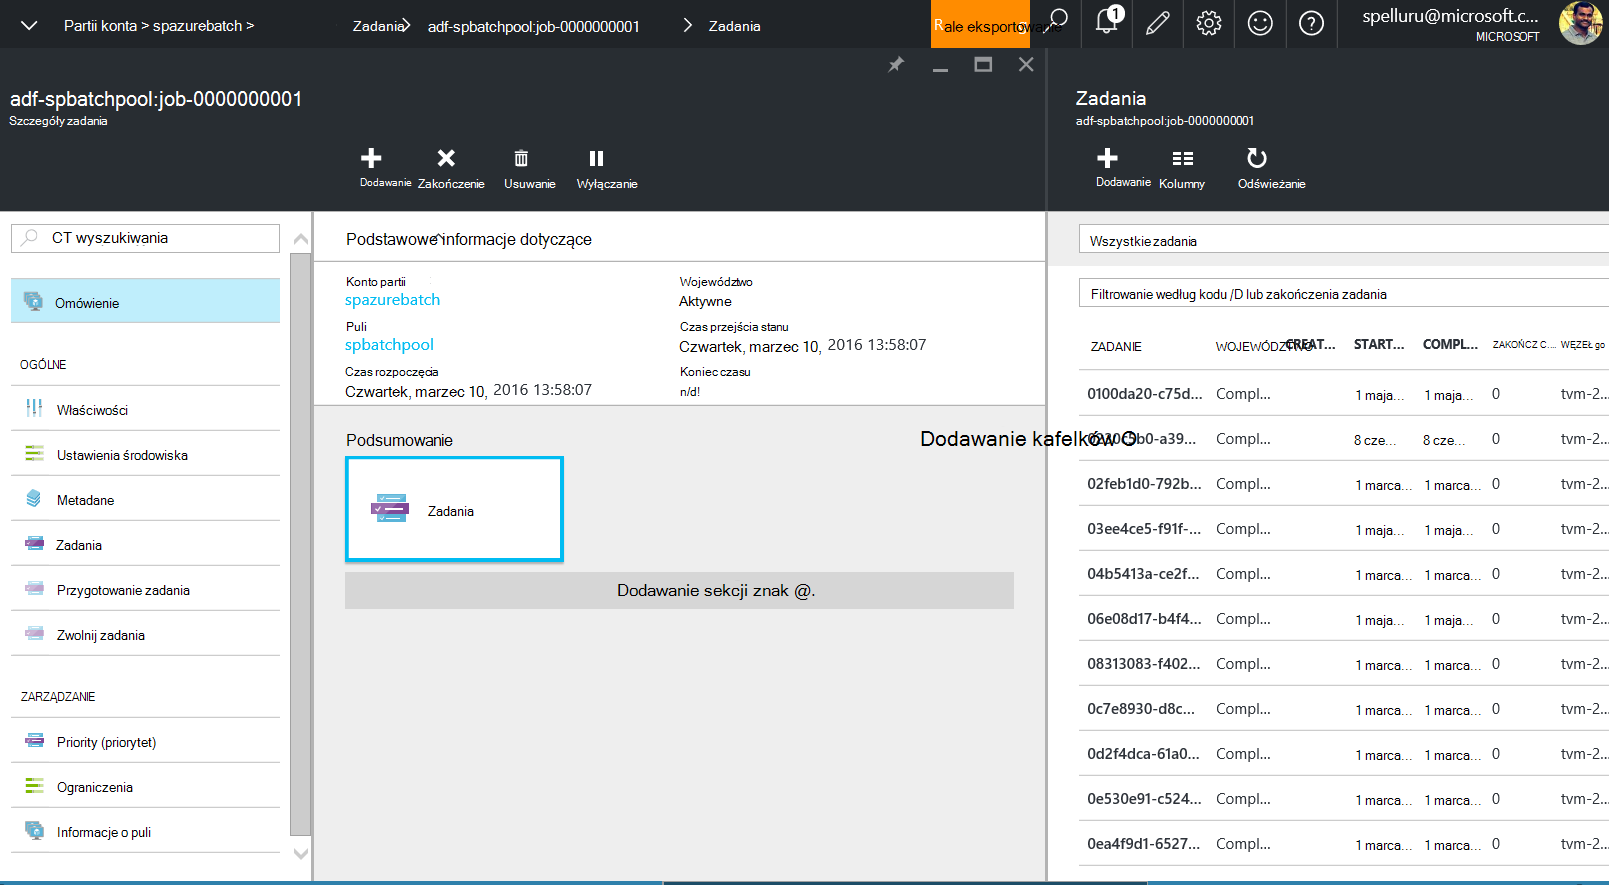 Partii konta > spazurebatch >
Zadania
adf-spbatchpool:job-0000000001
Zadania
ale eksportowanie
1
spelluru@microsoft.c...
MICROSOFT
adf-spbatchpool:job-0000000001
Szczegóły zadania
Dodawanie
Zakończenie
Usuwanie
Wyłączanie
Zadania
adf-spbatchpool:job-0000000001
Dodawanie
Kolumny
Odświeżanie
CT wyszukiwania
Omówienie
OGÓLNE
Właściwości
Ustawienia środowiska
Metadane
Zadania
Przygotowanie zadania
Zwolnij zadania
ZARZĄDZANIE
Priority (priorytet)
Ograniczenia
Informacje o puli
Podstawowe informacje dotyczące
Konto partii
spazurebatch
Puli
spbatchpool
Czas rozpoczęcia
Czwartek, marzec 10, 2016 13:58:07
Województwo
Aktywne
Czas przejścia stanu
Czwartek, marzec 10, 2016 13:58:07
Koniec czasu
n/d!
Podsumowanie
Dodawanie kafelków O
Zadania
Dodawanie sekcji znak @.
Wszystkie zadania
Filtrowanie według kodu /D lub zakończenia zadania
ZADANIE WOJEWÓDZTWO CREAT... START... COMPL... ZAKOŃCZ C.... WĘZEŁ go
0100da20-c75d... Compl... 1 maja... 1 maja... 0 tvm-2...
0230c5b0-a39... Compl... 8 cze... 8 cze... 0 tvm-2...
02feb1d0-792b... Compl... 1 marca... 1 marca... 0 tvm-2...
03ee4ce5-f91f-... Compl... 1 maja... 1 maja... 0 tvm-2...
04b5413a-ce2f... Compl... 1 marca... 1 marca... 0 tvm-2...
06e08d17-b4f4... Compl... 1 maja... 1 maja... 0 tvm-2...
08313083-f402... Compl... 1 marca... 1 marca... 0 tvm-2...
0c7e8930-d8c... Compl... 1 marca... 1 marca... 0 tvm-2...
0d2f4dca-61a0... Compl... 1 marca... 1 marca... 0 tvm-2...
0e530e91-c524... Compl... 1 marca... 1 marca... 0 tvm-2...
0ea4f9d1-6527... Compl... 1 marca... 1 marca... 0 tvm-2...